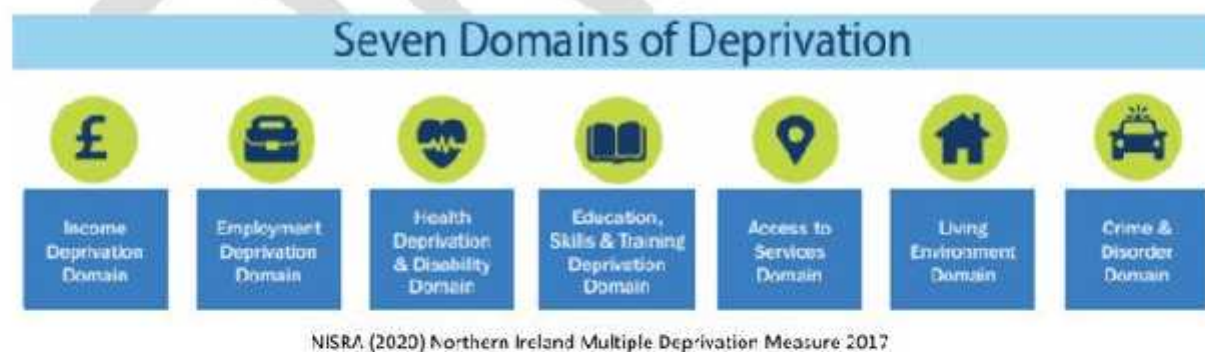 Seven Domains of Deprivation
£
Income
Deprivation
Domain
Employment
Deprivation
Domain
Health
Deprivation
& Disability
Domain
Education,
Skills & Training
Deprivation
Domain
Access to
Services
Domain
Living
Environment
Domain
Crime &
Disorder
Domain
NISRA (2020) Northern Ireland Multiple Deprivation Measure 2017